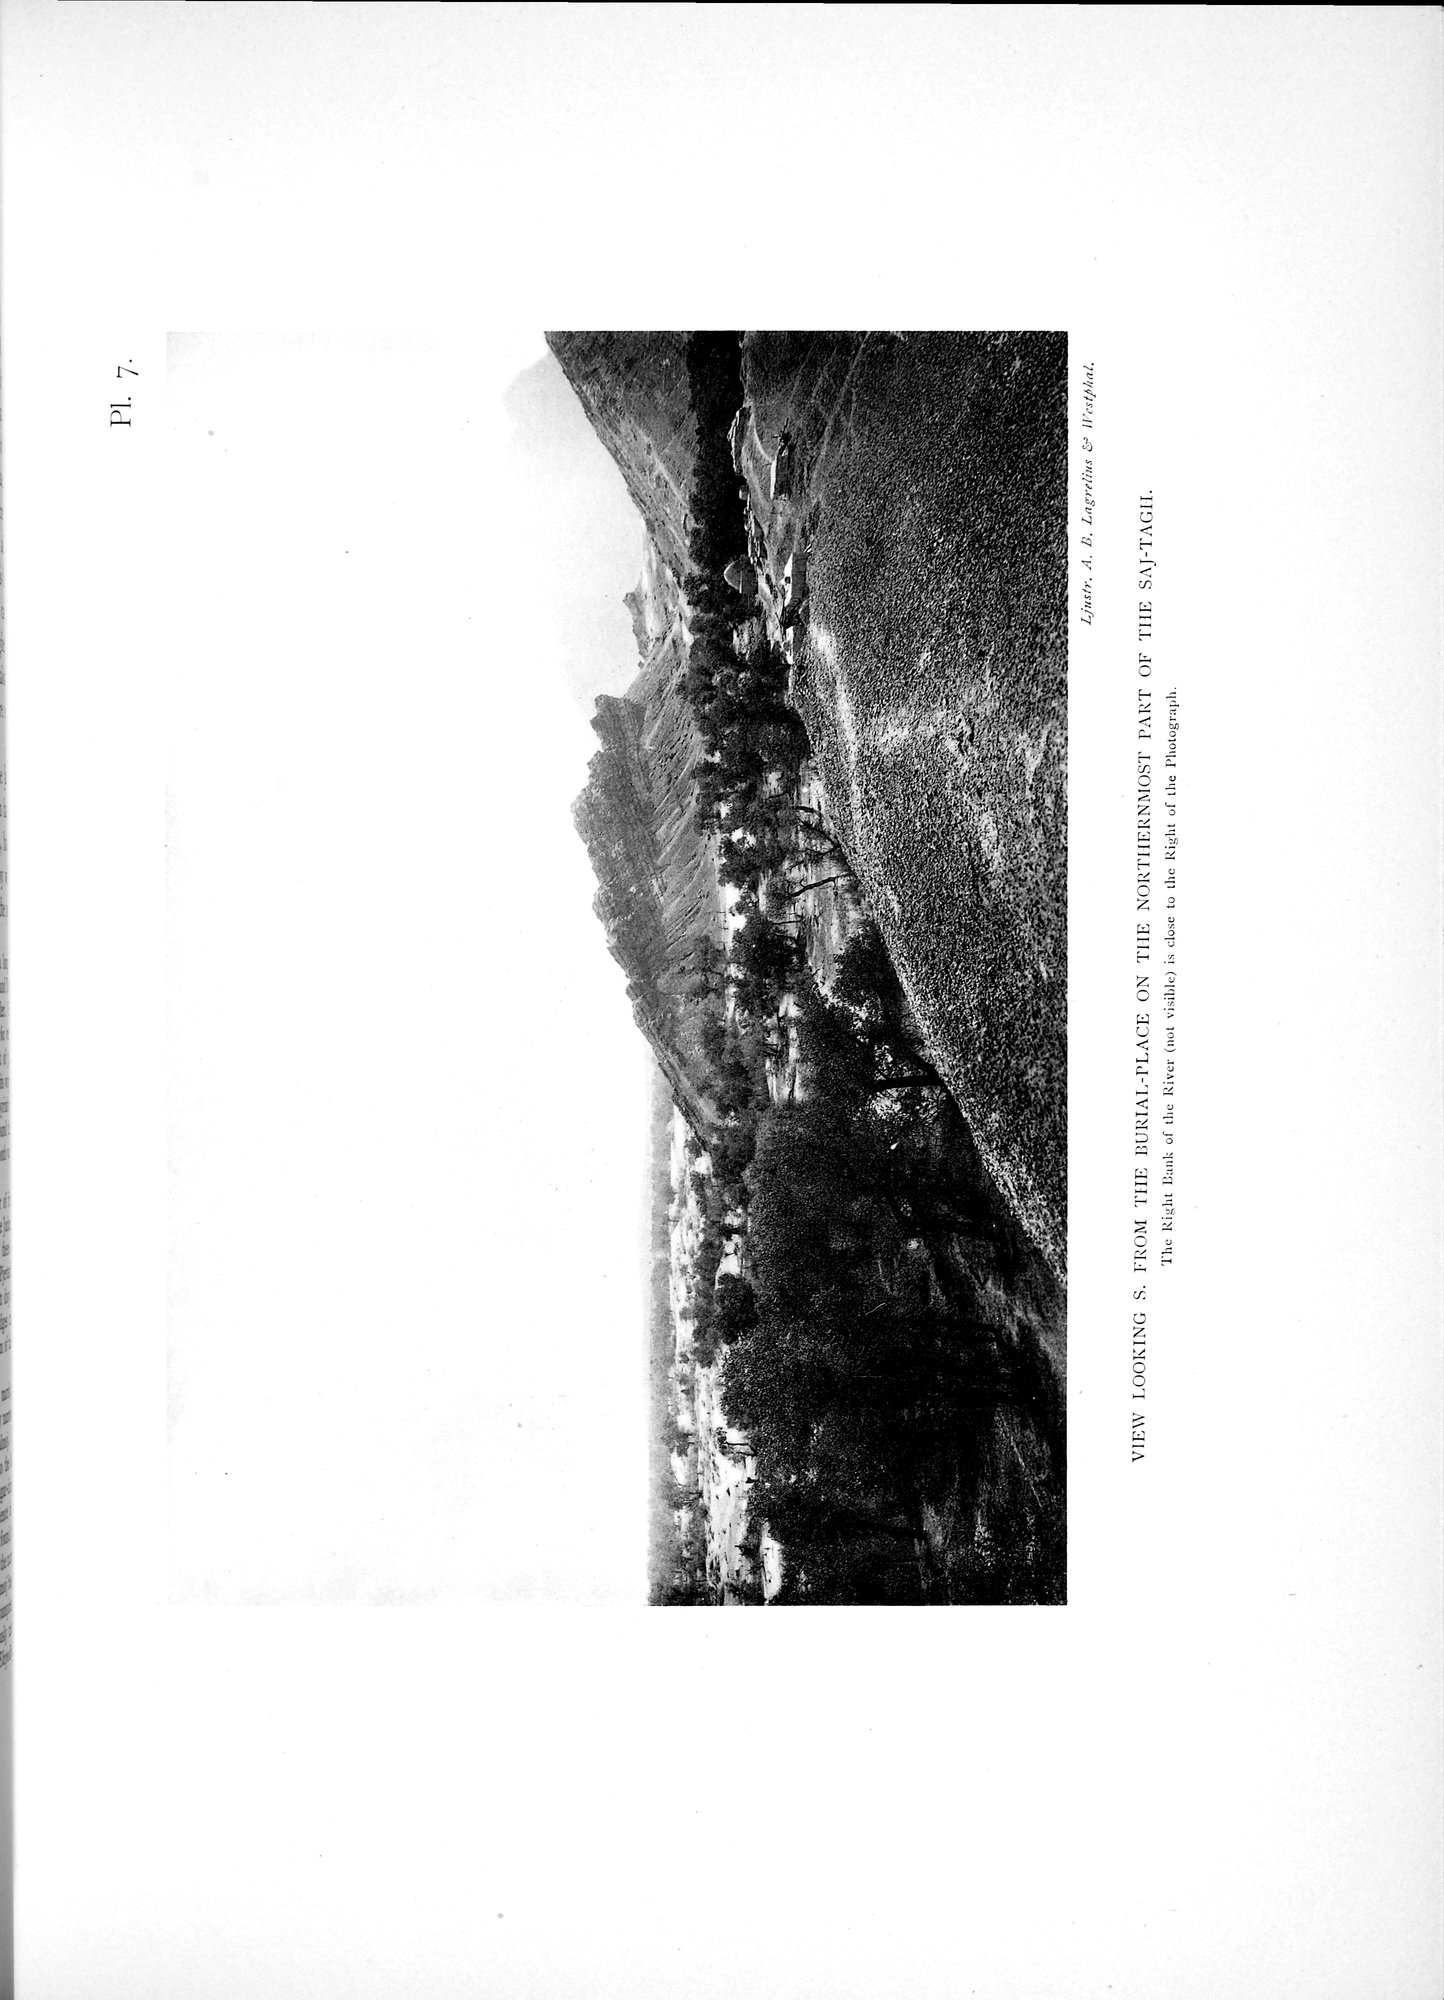 Pl. 7.
Ljustr. A. B. Lagrelius & Westphal.
VIEW LOOKING S. FROM THE BURIAL-PLACE ON THE NORTHERNMOST PART OF THE SAJ-TAGH.
The Right Bank of the River (not visible) is close to the Right of the Photograph.